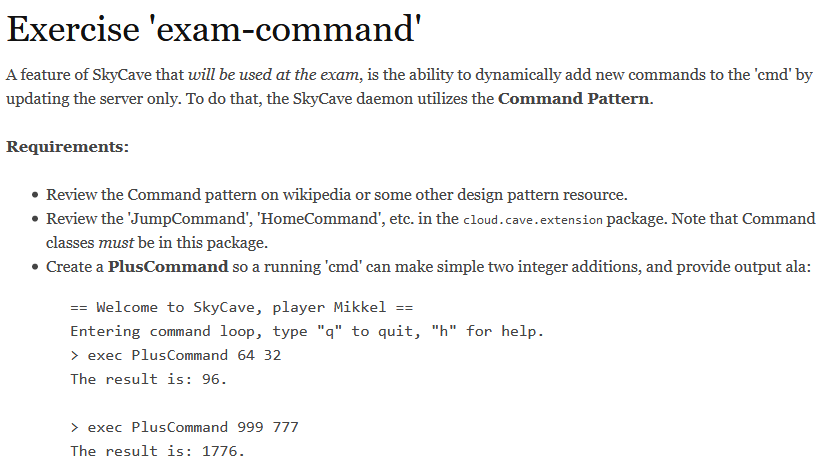 Exercise 'exam-command'
A feature of SkyCave that will be used at the exam, is the ability to dynamically add new commands to the 'cmd' by
updating the server only. To do that, the SkyCave daemon utilizes the Command Pattern.
Requirements:
• Review the Command pattern on wikipedia or some other design pattern resource.
• Review the 'JumpCommand', 'HomeCommand', etc. in the cloud.cave.extension package. Note that Command
classes must be in this package.
• Create a PlusCommand so a running 'cmd' can make simple two integer additions, and provide output ala:
== Welcome to SkyCave, player Mikkel ==
Entering command loop, type "q" to quit, "h" for help.
> exec PlusCommand 64 32
The result is: 96.
> exec PlusCommand 999 777
The result is: 1776.